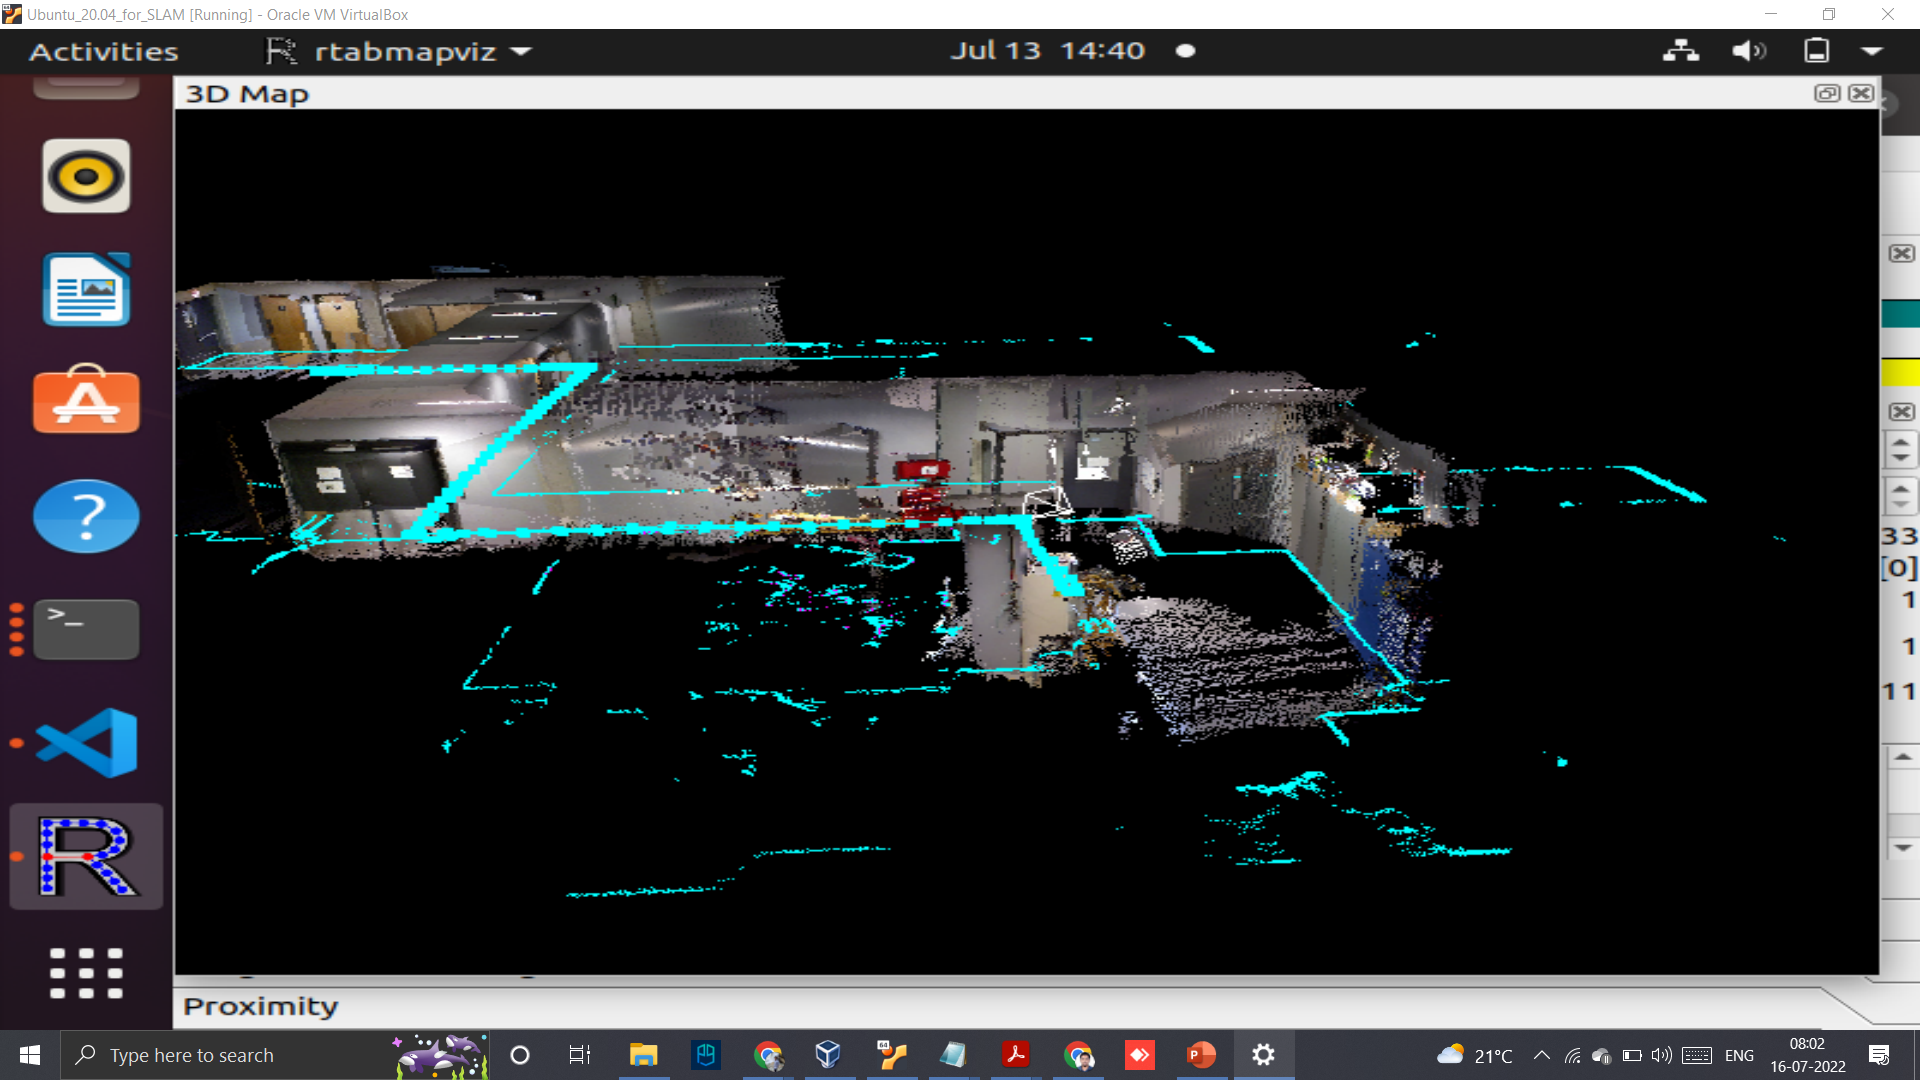 Ubuntu_20.04_for_SLAM [Running] - Oracle VM VirtualBox
Activities
rtabmapviz
Jul 13 14:40
3D Map
33
[0]
1
1
11
Proximity
Type here to search
21°C
ENG
08:02
16-07-2022